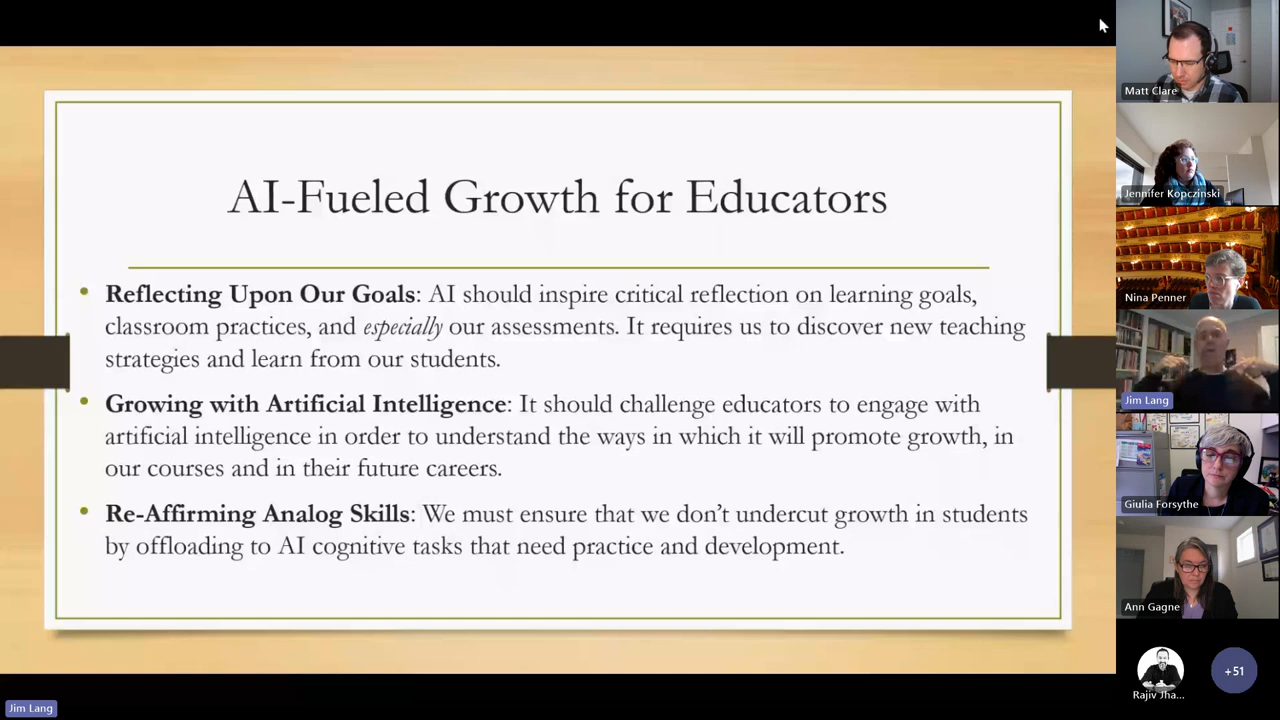 AI-Fueled Growth for Educators
• Reflecting Upon Our Goals: AI should inspire critical reflection on learning goals,
classroom practices, and especially our assessments. It requires us to discover new teaching
strategies and learn from our students.
• Growing with Artificial Intelligence: It should challenge educators to engage with
artificial intelligence in order to understand the ways in which it will promote growth, in
our courses and in their future careers.
• Re-Affirming Analog Skills: We must ensure that we don’t undercut growth in students
by offloading to AI cognitive tasks that need practice and development.
Matt Clare
Jennifer Kopczinski
Nina Penner
Jim Lang
Giulia Forsythe
Ann Gagne
Rajiv Jha...
+51
Jim Lang